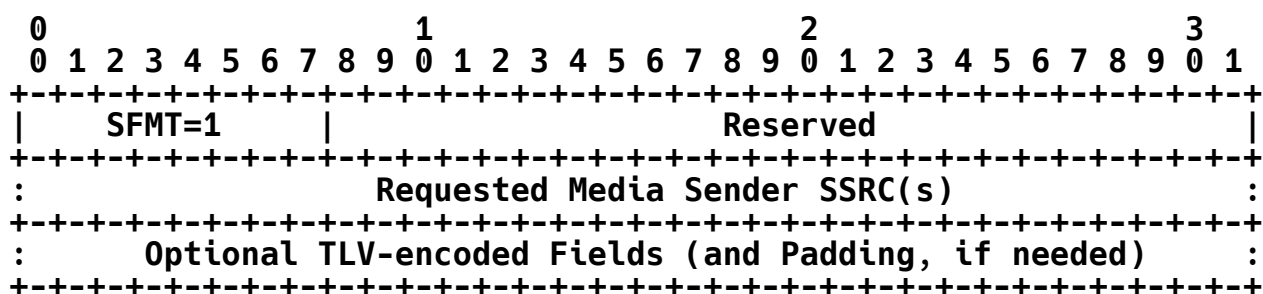 0                   1                   2                   3
 0 1 2 3 4 5 6 7 8 9 0 1 2 3 4 5 6 7 8 9 0 1 2 3 4 5 6 7 8 9 0 1
+-+-+-+-+-+-+-+-+-+-+-+-+-+-+-+-+-+-+-+-+-+-+-+-+-+-+-+-+-+-+-+-+
|    SFMT=1     |                    Reserved                   |
+-+-+-+-+-+-+-+-+-+-+-+-+-+-+-+-+-+-+-+-+-+-+-+-+-+-+-+-+-+-+-+-+
:                  Requested Media Sender SSRC(s)               :
+-+-+-+-+-+-+-+-+-+-+-+-+-+-+-+-+-+-+-+-+-+-+-+-+-+-+-+-+-+-+-+-+
:      Optional TLV-encoded Fields (and Padding, if needed)     :
+-+-+-+-+-+-+-+-+-+-+-+-+-+-+-+-+-+-+-+-+-+-+-+-+-+-+-+-+-+-+-+-+